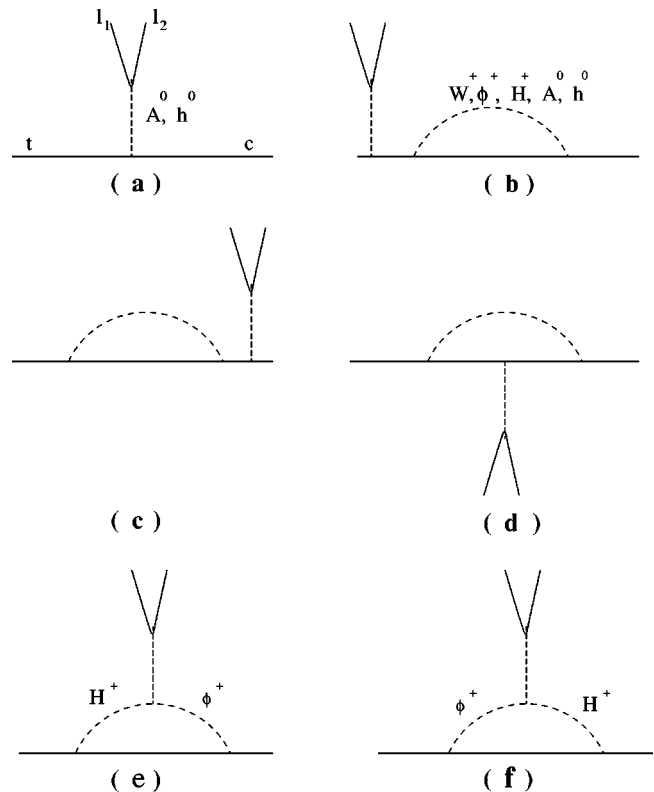 l₁ l₂
A⁰, h⁰
t c
( a )
W⁺, ϕ⁺, H⁺, A⁰, h⁰
( b )
( c )
( d )
H⁺ ϕ⁺
( e )
ϕ⁺ H⁺
( f )